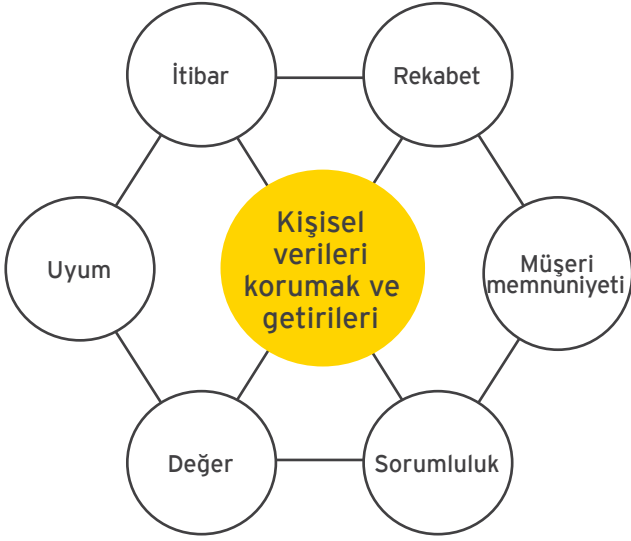 İtibar
Rekabet
Kişisel
verileri
korumak ve
getirileri
Uyum
Müşeri
memnuniyeti
Değer
Sorumluluk